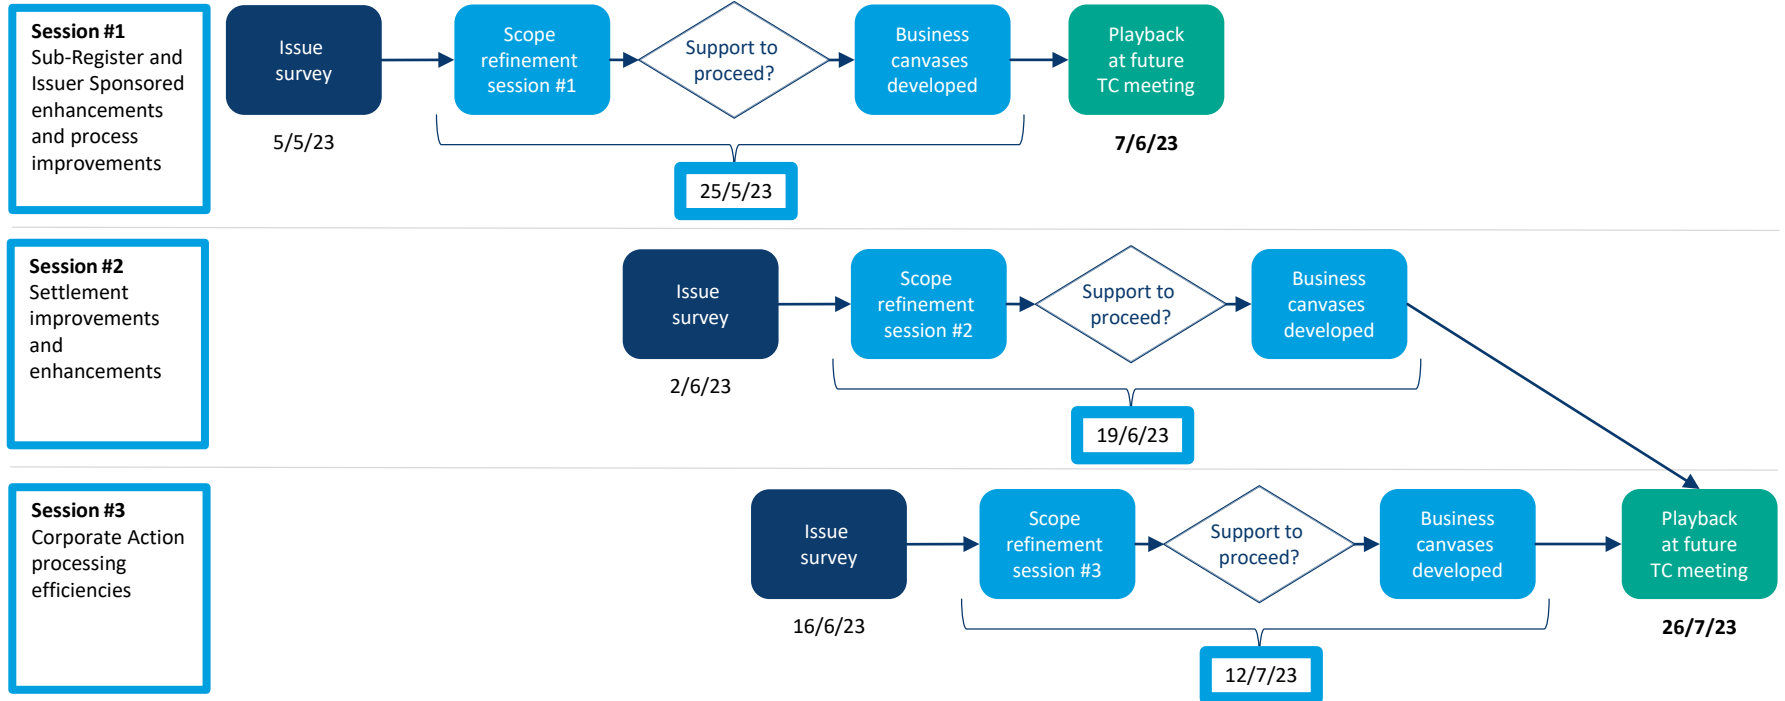 Session #1
Sub-Register and
Issuer Sponsored
enhancements
and process
improvements
Issue
survey
5/5/23
Scope
refinement
session #1
Support to
proceed?
Business
canvases
developed
25/5/23
Playback
at future
TC meeting
7/6/23
Session #2
Settlement
improvements
and
enhancements
Issue
survey
2/6/23
Scope
refinement
session #2
Support to
proceed?
Business
canvases
developed
19/6/23
Session #3
Corporate Action
processing
efficiencies
Issue
survey
16/6/23
Scope
refinement
session #3
Support to
proceed?
Business
canvases
developed
12/7/23
Playback
at future
TC meeting
26/7/23